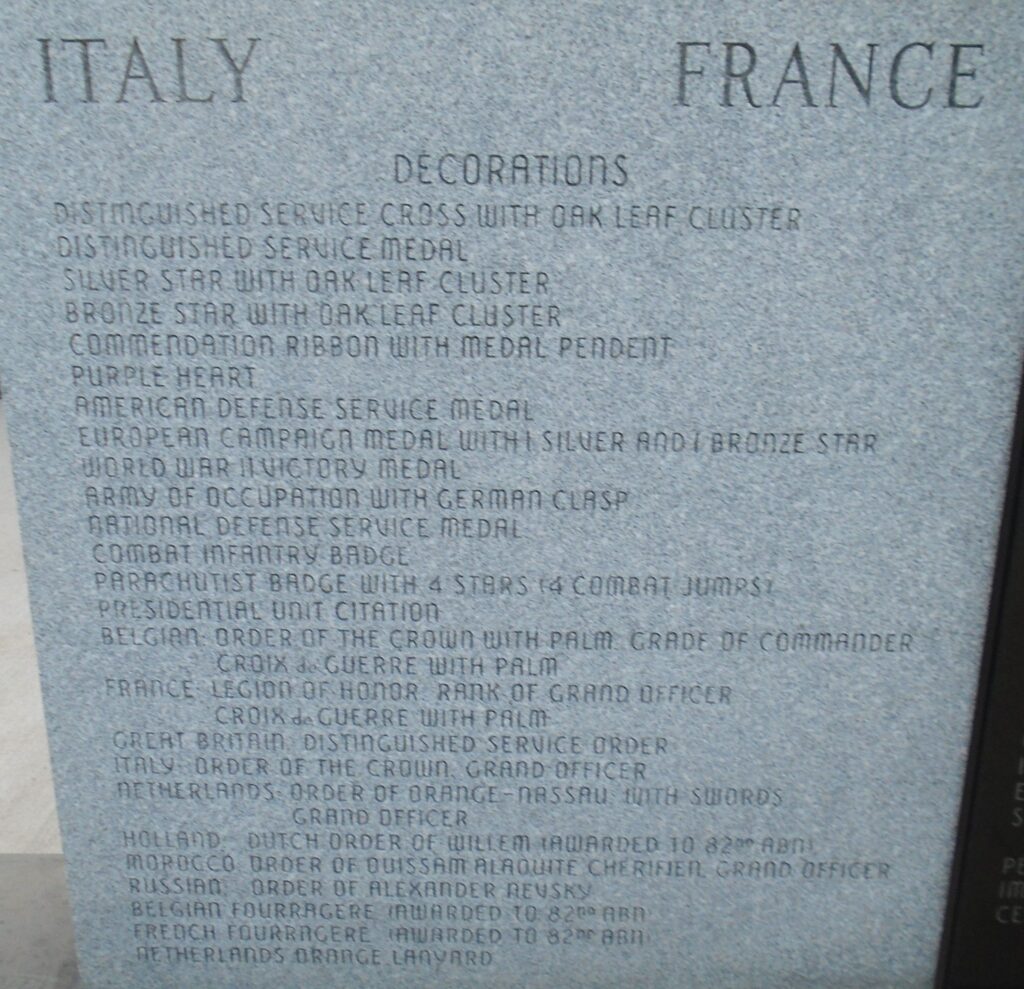 ITALY FRANCE
DECORATIONS
DISTINGUISHED SERVICE CROSS WITH OAK LEAF CLUSTER
DISTINGUISHED SERVICE MEDAL
SILVER STAR WITH OAK LEAF CLUSTER
BRONZE STAR WITH OAK LEAF CLUSTER
COMMENDATION RIBBON WITH MEDAL PENDENT
PURPLE HEART
AMERICAN DEFENSE SERVICE MEDAL
EUROPEAN CAMPAIGN MEDAL WITH 1 SILVER AND 1 BRONZE STAR
WORLD WAR II VICTORY MEDAL
ARMY OF OCCUPATION WITH GERMAN CLASP
NATIONAL DEFENSE SERVICE MEDAL
COMBAT INFANTRY BADGE
PARACHUTIST BADGE WITH 4 STARS (4 COMBAT JUMPS)
PRESIDENTIAL UNIT CITATION
BELGIAN: ORDER OF THE CROWN WITH PALM, GRADE OF COMMANDER
CROIX de GUERRE WITH PALM
FRANCE: LEGION OF HONOR, RANK OF GRAND OFFICER
CROIX de GUERRE WITH PALM
GREAT BRITAIN: DISTINGUISHED SERVICE ORDER
ITALY: ORDER OF THE CROWN, GRAND OFFICER
NETHERLANDS: ORDER OF ORANGE-NASSAU, WITH SWORDS
GRAND OFFICER
HOLLAND: DUTCH ORDER OF WILLEM (AWARDED TO 82ND ABN)
MOROCCO: ORDER OF OUISSAM ALAOUITE CHERIFIEN, GRAND OFFICER
RUSSIAN: ORDER OF ALEXANDER NEVSKY
BELGIAN FOURRAGERE (AWARDED TO 82ND ABN)
FRENCH FOURRAGERE (AWARDED TO 82ND ABN)
NETHERLANDS ORANGE LANYARD